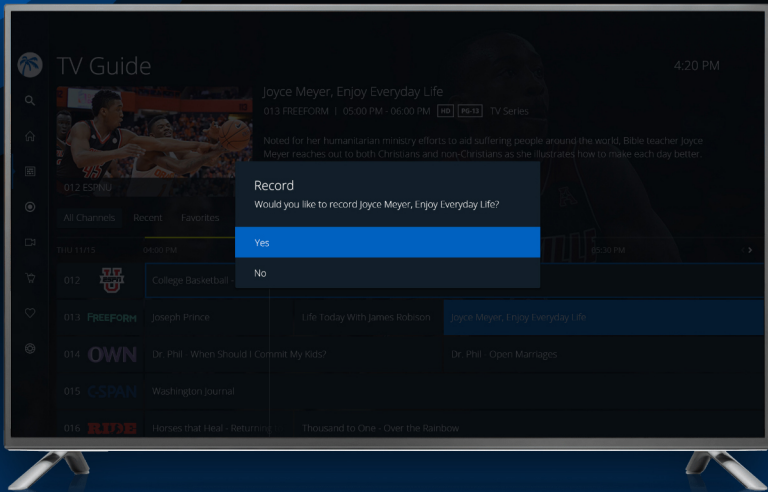 TV Guide
4:20 PM
Joyce Meyer, Enjoy Everyday Life
013 FREEFORM | 05:00 PM - 06:00 PM HD PG-13 TV Series
Noted for her humanitarian ministry efforts to aid suffering people around the world, Bible teacher Joyce
Meyer reaches out to both Christians and non-Christians as she illustrates how to make each day better.
45
012 ESPNU
Record
Would you like to record Joyce Meyer, Enjoy Everyday Life?
Yes
No
All Channels Recent Favorites
THU 11/15 04:00 PM 05:30 PM
012 U College Basketball -
013 FREEFORM Joseph Prince Life Today With James Robison Joyce Meyer, Enjoy Everyday Life
014 OWN Dr. Phil - When Should I Commit My Kids? Dr. Phil - Open Marriages
015 C-SPAN Washington Journal
016 RIDE Horses that Heal - Returning Thousand to One - Over the Rainbow